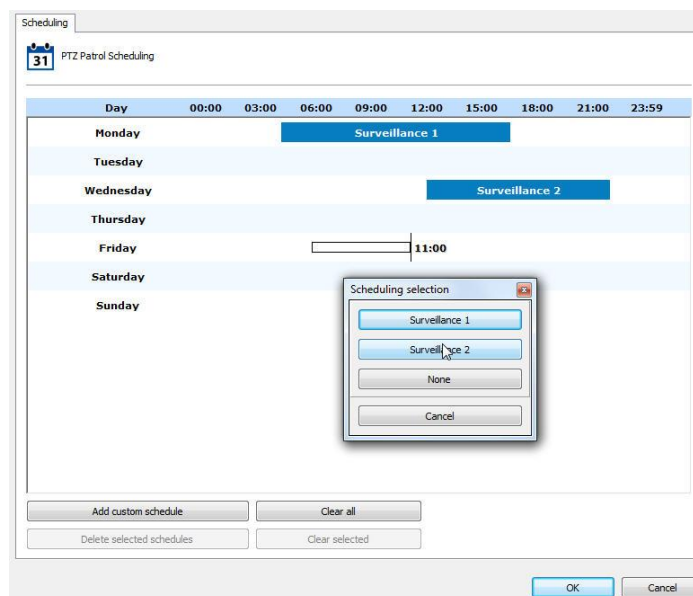 Scheduling
31 PTZ Patrol Scheduling
Day 00:00 03:00 06:00 09:00 12:00 15:00 18:00 21:00 23:59
Monday Surveillance 1
Tuesday
Wednesday Surveillance 2
Thursday
Friday 11:00
Saturday
Sunday
Scheduling selection
Surveillance 1
Surveillance 2
None
Cancel
Add custom schedule Clear all
Delete selected schedules Clear selected
OK Cancel